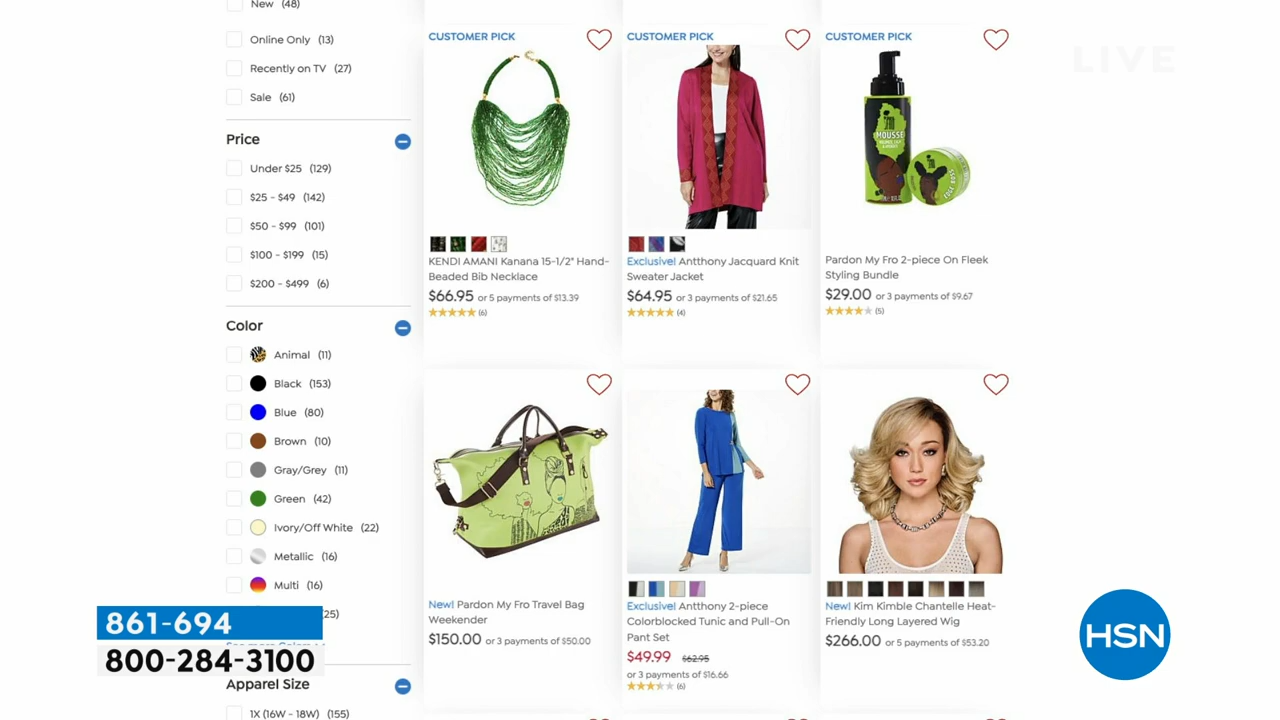 New (48)
Online Only (13)
Recently on TV (27)
Sale (61)
Price
Under $25 (129)
$25 - $49 (142)
$50 - $99 (101)
$100 - $199 (15)
$200 - $499 (6)
Color
Animal (11)
Black (153)
Blue (80)
Brown (10)
Gray/Grey (11)
Green (42)
Ivory/Off White (22)
Metallic (16)
Multi (16)
25)
861-694
800-284-3100
Apparel Size
1X (16W - 18W) (155)
CUSTOMER PICK
KENDI AMANI Kanana 15-1/2" Hand-
Beaded Bib Necklace
$66.95 or 5 payments of $13.39
(6)
CUSTOMER PICK
Exclusive! Antthony Jacquard Knit
Sweater Jacket
$64.95 or 3 payments of $21.65
(4)
CUSTOMER PICK
MOUSSE
Pardon My Fro 2-piece On Fleek
Styling Bundle
$29.00 or 3 payments of $9.67
(5)
New! Pardon My Fro Travel Bag
Weekender
$150.00 or 3 payments of $50.00
Exclusive! Antthony 2-piece
Colorblocked Tunic and Pull-On
Pant Set
$49.99 $62.95
or 3 payments of $16.66
(6)
New! Kim Kimble Chantelle Heat-
Friendly Long Layered Wig
$266.00 or 5 payments of $53.20
LIVE
HSN